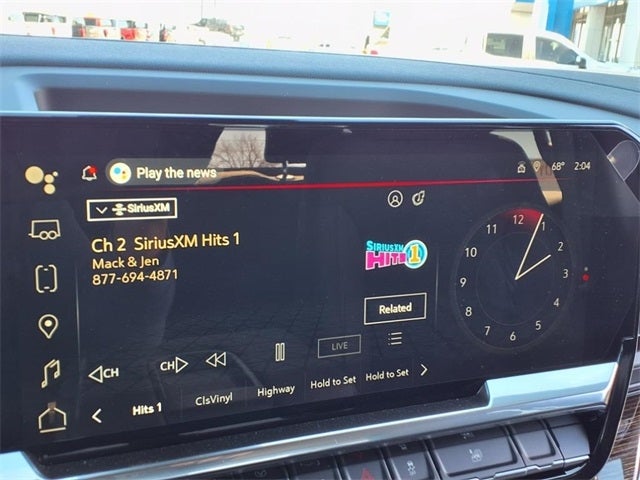 Play the news
68° 2:04
SiriusXM
Ch 2 SiriusXM Hits 1
Mack & Jen
877-694-4871
SIRIUSXM
HITS 1
Related
LIVE
CH
CH
Hits 1
ClsVinyl
Highway
Hold to Set
Hold to Set
12
1
2
3
4
5
6
7
8
9
10
11